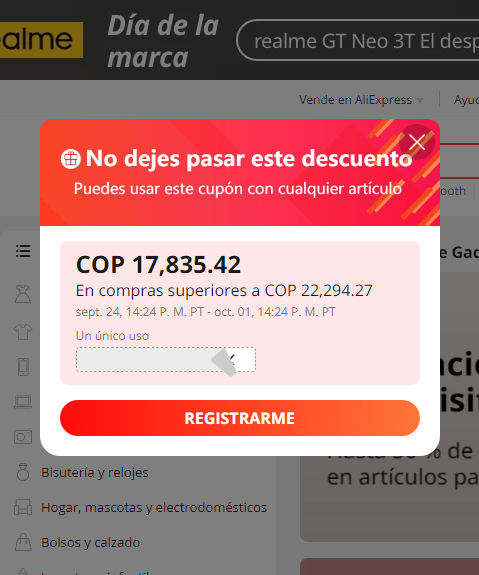 realme
Día de la
marca
realme GT Neo 3T El desp
Vende en AliExpress
Ayud
No dejes pasar este descuento
Puedes usar este cupón con cualquier artículo
ooth
COP 17,835.42
En compras superiores a COP 22,294.27
sept. 24, 14:24 P. M. PT - oct. 01, 14:24 P. M. PT
Un único uso
REGISTRARME
e Gad
Hasta 50 % de
en artículos pa
Bisutería y relojes
Hogar, mascotas y electrodomésticos
Bolsos y calzado